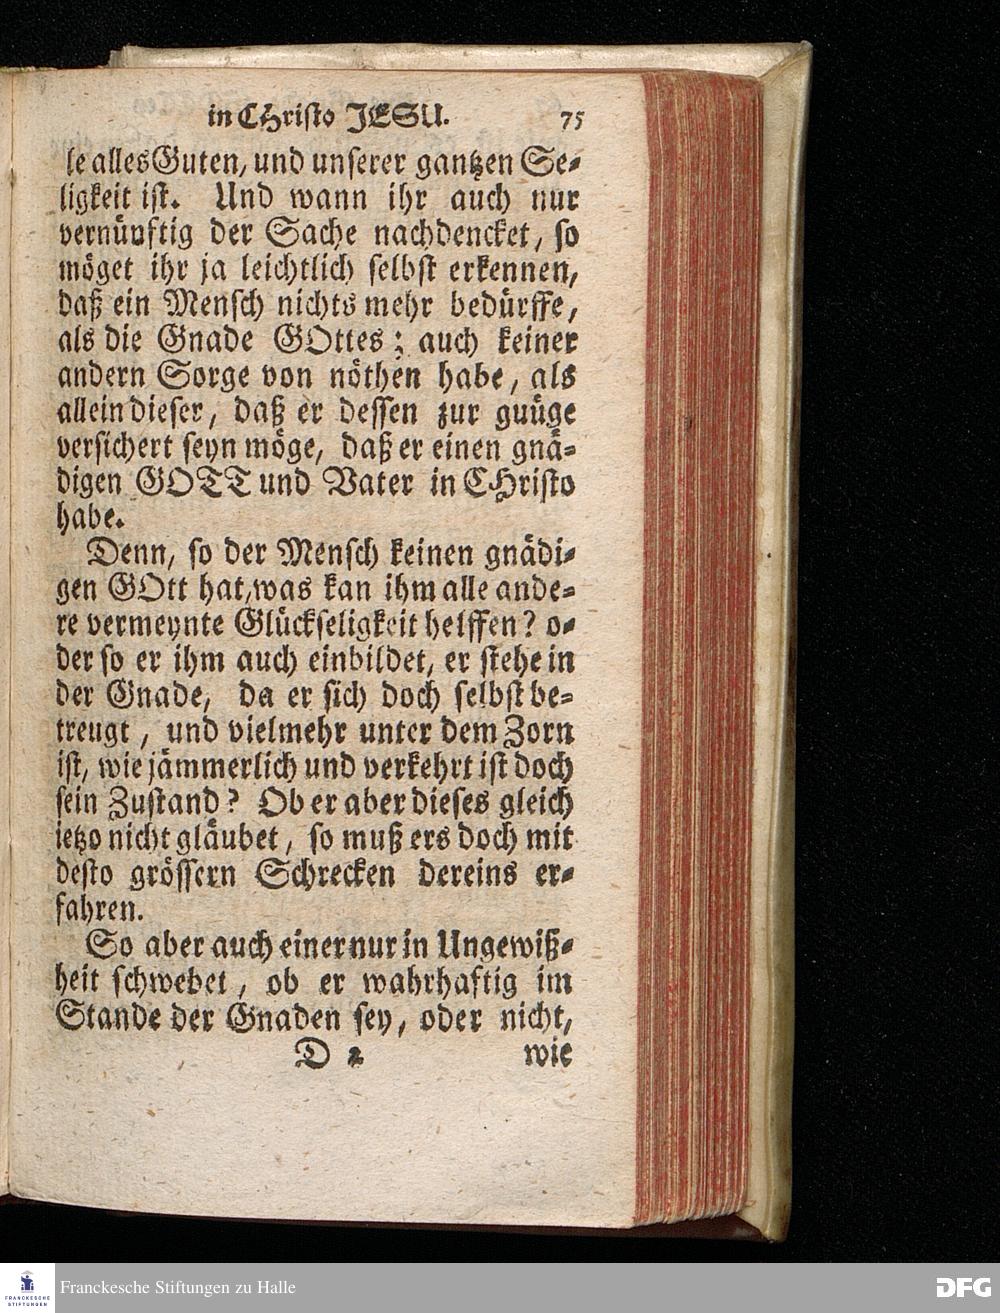 in CHristo JESU. 75
le alles Guten, und unserer gantzen Se-
ligkeit ist. Und wann ihr auch nur
vernünftig der Sache nachdencket, so
möget ihr ja leichtlich selbst erkennen,
daß ein Mensch nichts mehr bedürffe,
als die Gnade GOttes; auch keiner
andern Sorge von nöthen habe, als
allein dieser, daß er dessen zur gnüge
versichert seyn möge, daß er einen gnä-
digen GOTT und Vater in CHristo
habe.
Denn, so der Mensch keinen gnädi-
gen GOtt hat, was kan ihm alle ande-
re vermeynte Glückseligkeit helffen? o-
der so er ihm auch einbildet, er stehe in
der Gnade, da er sich doch selbst be-
treugt, und vielmehr unter dem Zorn
ist, wie jämmerlich und verkehrt ist doch
sein Zustand? Ob er aber dieses gleich
ietzo nicht gläubet, so muß ers doch mit
desto grössern Schrecken dereins er-
fahren.
So aber auch einer nur in Ungewiß-
heit schwebet, ob er wahrhaftig im
Stande der Gnaden sey, oder nicht,
D 2 wie
FRANCKESCHE
STIFTUNGEN
Franckesche Stiftungen zu Halle
DFG